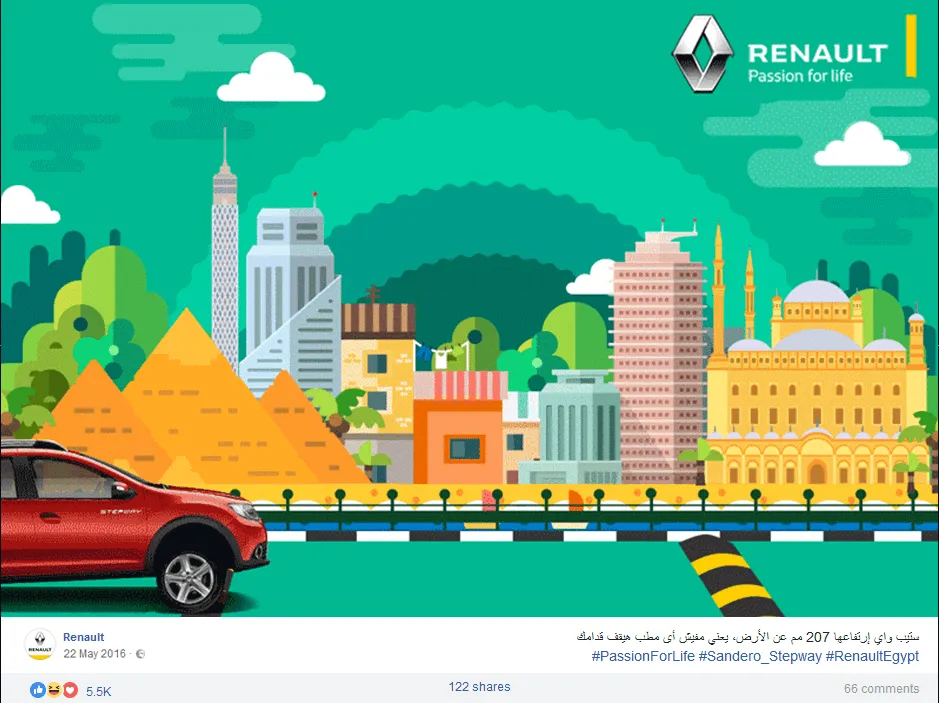 RENAULT
Passion for life
STEPWAY
ستيب واي إرتفاعها 207 مم عن الأرض، يعني مفيش أى مطب هيقف قدامك
#PassionForLife #Sandero_Stepway #RenaultEgypt
RENAULT
Renault
22 May 2016 ·
5.5K
122 shares
66 comments